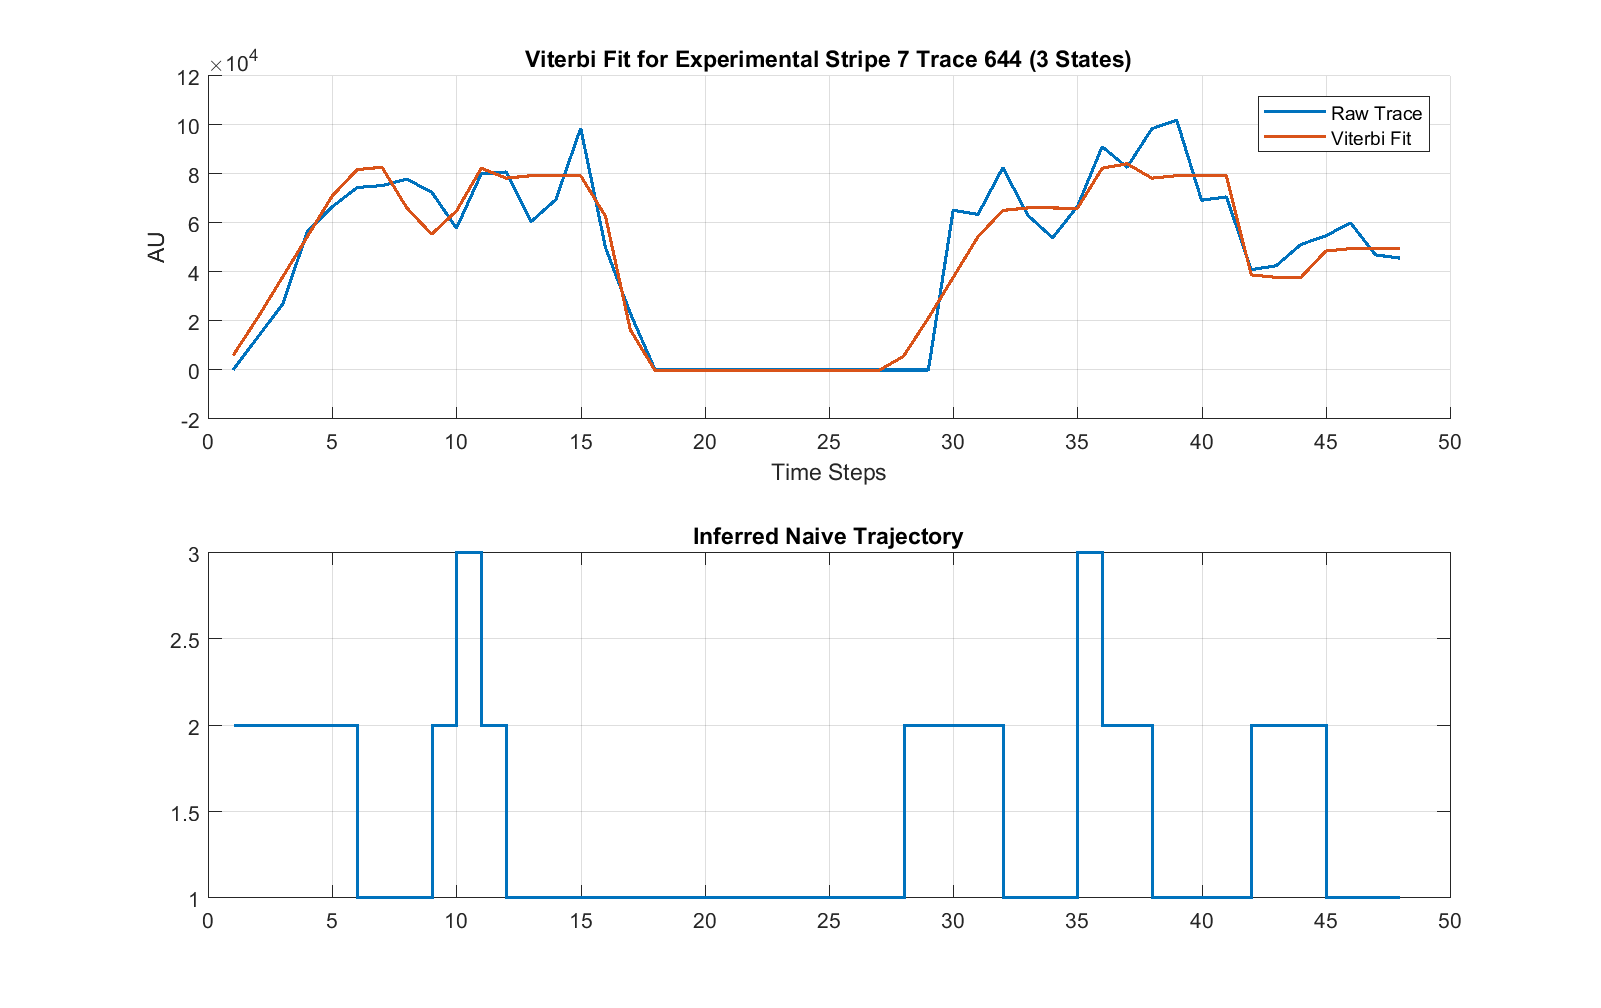 Viterbi Fit for Experimental Stripe 7 Trace 644 (3 States)
×10^4
12
10
8
6
4
2
0
-2
AU
Raw Trace
Viterbi Fit
0 5 10 15 20 25 30 35 40 45 50
Time Steps
Inferred Naive Trajectory
3
2.5
2
1.5
1
0 5 10 15 20 25 30 35 40 45 50